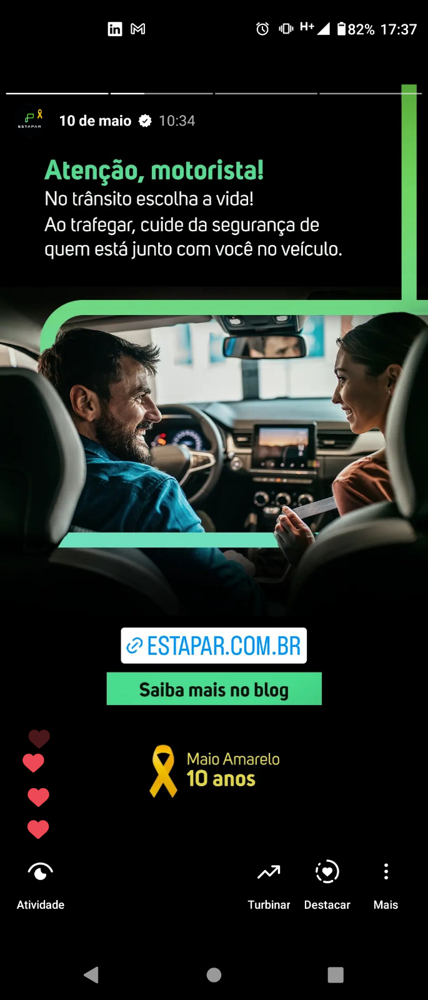 H+ 82% 17:37
ESTAPAR
10 de maio 10:34
Atenção, motorista!
No trânsito escolha a vida!
Ao trafegar, cuide da segurança de
quem está junto com você no veículo.
ESTAPAR.COM.BR
Saiba mais no blog
Maio Amarelo
10 anos
Atividade
Turbinar
Destacar
Mais